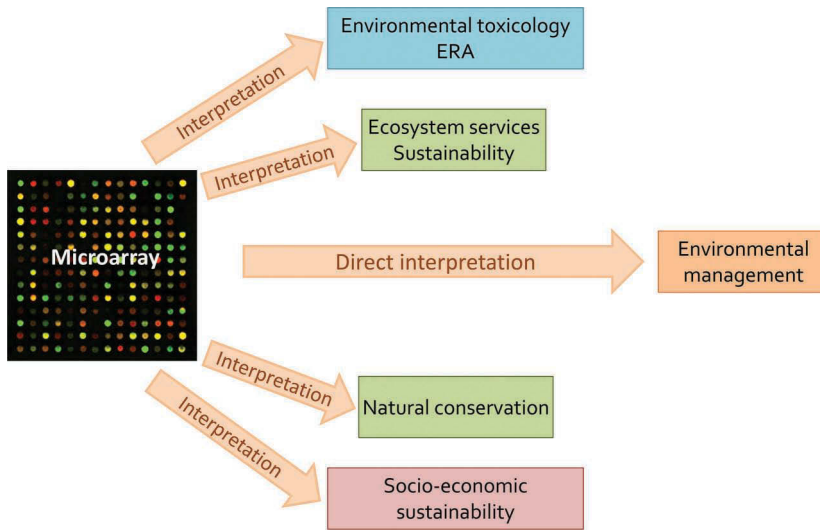 Environmental toxicology
ERA
Interpretation
Ecosystem services
Sustainability
Interpretation
Microarray
Direct interpretation
Environmental
management
Interpretation
Natural conservation
Interpretation
Socio-economic
sustainability